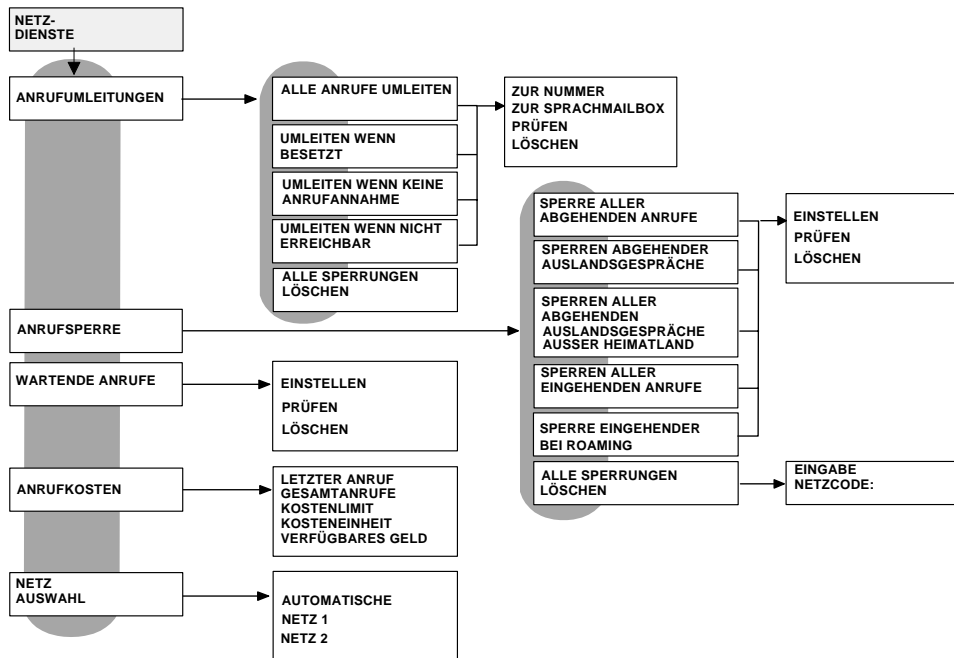 NETZ-
DIENSTE
ANRUFUMLEITUNGEN
ALLE ANRUFE UMLEITEN
UMLEITEN WENN
BESETZT
UMLEITEN WENN KEINE
ANRUFANNAHME
UMLEITEN WENN NICHT
ERREICHBAR
ALLE SPERRUNGEN
LÖSCHEN
ZUR NUMMER
ZUR SPRACHMAILBOX
PRÜFEN
LÖSCHEN
ANRUFSPERRE
SPERRE ALLER
ABGEHENDEN ANRUFE
SPERREN ABGEHENDER
AUSLANDSGESPRÄCHE
SPERREN ALLER
ABGEHENDEN
AUSLANDSGESPRÄCHE
AUSSER HEIMATLAND
SPERREN ALLER
EINGEHENDEN ANRUFE
SPERRE EINGEHENDER
BEI ROAMING
ALLE SPERRUNGEN
LÖSCHEN
EINSTELLEN
PRÜFEN
LÖSCHEN
EINGABE
NETZCODE:
WARTENDE ANRUFE
EINSTELLEN
PRÜFEN
LÖSCHEN
ANRUFKOSTEN
LETZTER ANRUF
GESAMTANRUFE
KOSTENLIMIT
KOSTENEINHEIT
VERFÜGBARES GELD
NETZ
AUSWAHL
AUTOMATISCHE
NETZ 1
NETZ 2